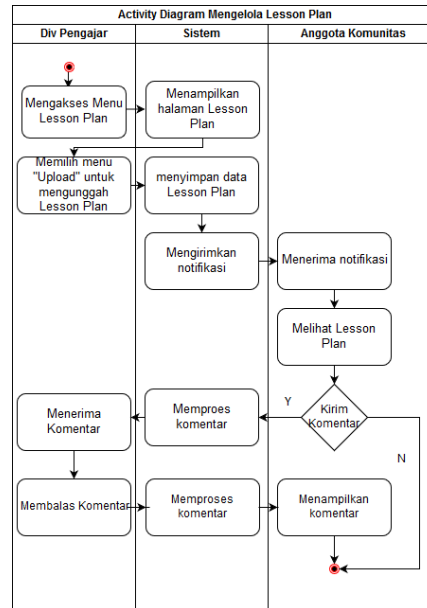 Activity Diagram Mengelola Lesson Plan
Div Pengajar
Sistem
Anggota Komunitas
Mengakses Menu
Lesson Plan
Menampilkan
halaman Lesson
Plan
Memilih menu
"Upload" untuk
mengunggah
Lesson Plan
menyimpan data
Lesson Plan
Mengirimkan
notifikasi
Menerima notifikasi
Melihat Lesson
Plan
Kirim
Komentar
Y
N
Memproes
komentar
Menerima
Komentar
Membalas Komentar
Memproses
komentar
Menampilkan
komentar